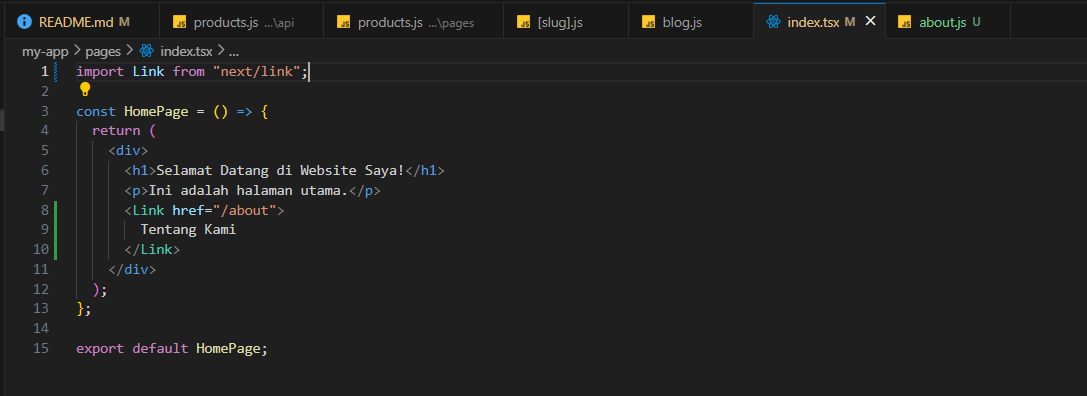 README.md M JS products.js ...\api JS products.js ...\pages JS [slug].js JS blog.js index.tsx M × JS about.js U
my-app > pages > index.tsx > ...
1 import Link from "next/link";
2
3 const HomePage = () => {
4   return (
5     <div>
6       <h1>Selamat Datang di Website Saya!</h1>
7       <p>Ini adalah halaman utama.</p>
8       <Link href="/about">
9         Tentang Kami
10       </Link>
11     </div>
12   );
13 };
14
15 export default HomePage;